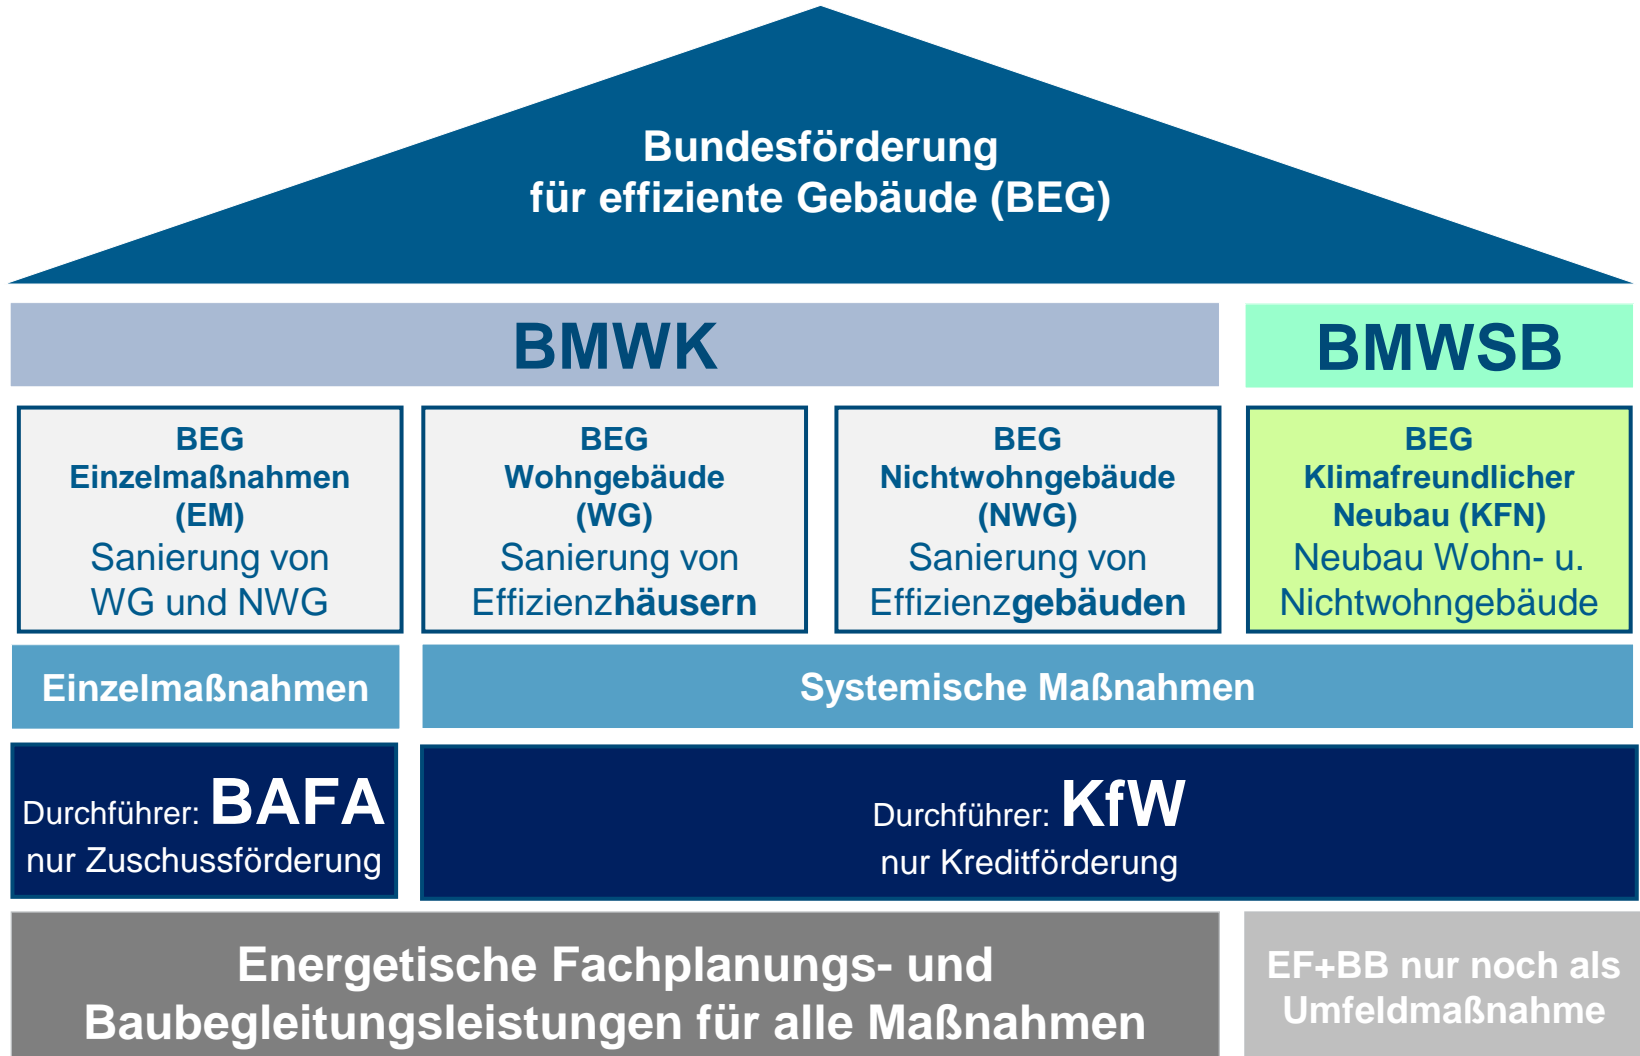 Bundesförderung
für effiziente Gebäude (BEG)
BMWK
BMWSB
BEG
Einzelmaßnahmen
(EM)
Sanierung von
WG und NWG
BEG
Wohngebäude
(WG)
Sanierung von
Effizienzhäusern
BEG
Nichtwohngebäude
(NWG)
Sanierung von
Effizienzgebäuden
BEG
Klimafreundlicher
Neubau (KFN)
Neubau Wohn- u.
Nichtwohngebäude
Einzelmaßnahmen
Systemische Maßnahmen
Durchführer: BAFA
nur Zuschussförderung
Durchführer: KfW
nur Kreditförderung
Energetische Fachplanungs- und
Baubegleitungsleistungen für alle Maßnahmen
EF+BB nur noch als
Umfeldmaßnahme